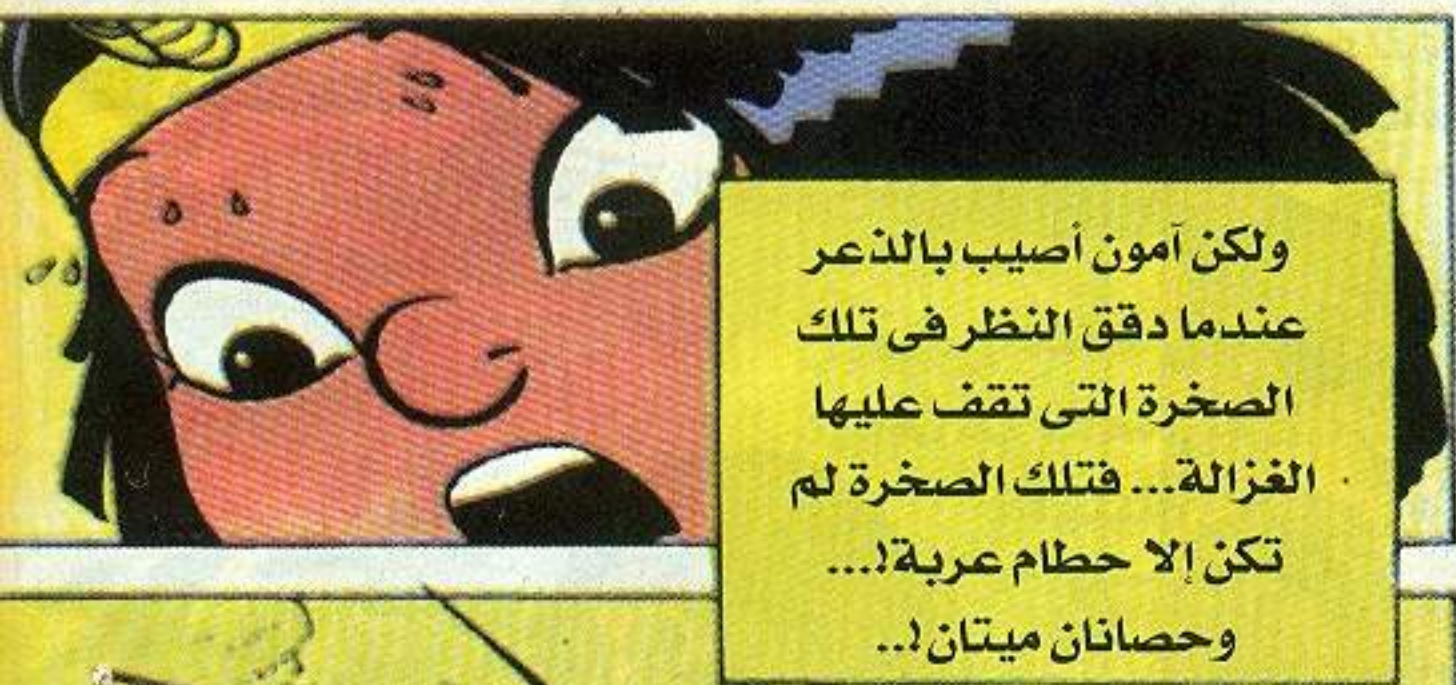 ولكن آمون أصيب بالذعر
عندما دقق النظر فى تلك
الصخرة التى تقف عليها
الغزالة... فتلك الصخرة لم
تكن إلا حطام عربة!...
وحصانان ميتان!..